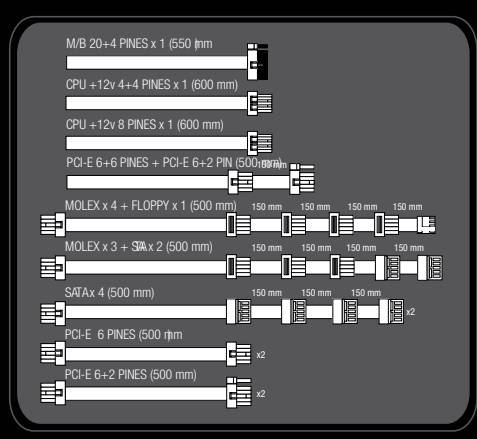 M/B 20+4 PINES x 1 (550 mm
CPU +12v 4+4 PINES x 1 (600 mm)
CPU +12v 8 PINES x 1 (600 mm)
PCI-E 6+6 PINES + PCI-E 6+2 PIN (500 mm) 150 mm
MOLEX x 4 + FLOPPY x 1 (500 mm) 150 mm 150 mm 150 mm 150 mm
MOLEX x 3 + SATA x 2 (500 mm) 150 mm 150 mm 150 mm 150 mm
SATA x 4 (500 mm) 150 mm 150 mm 150 mm
x2
PCI-E 6 PINES (500 mm
x2
PCI-E 6+2 PINES (500 mm)
x2